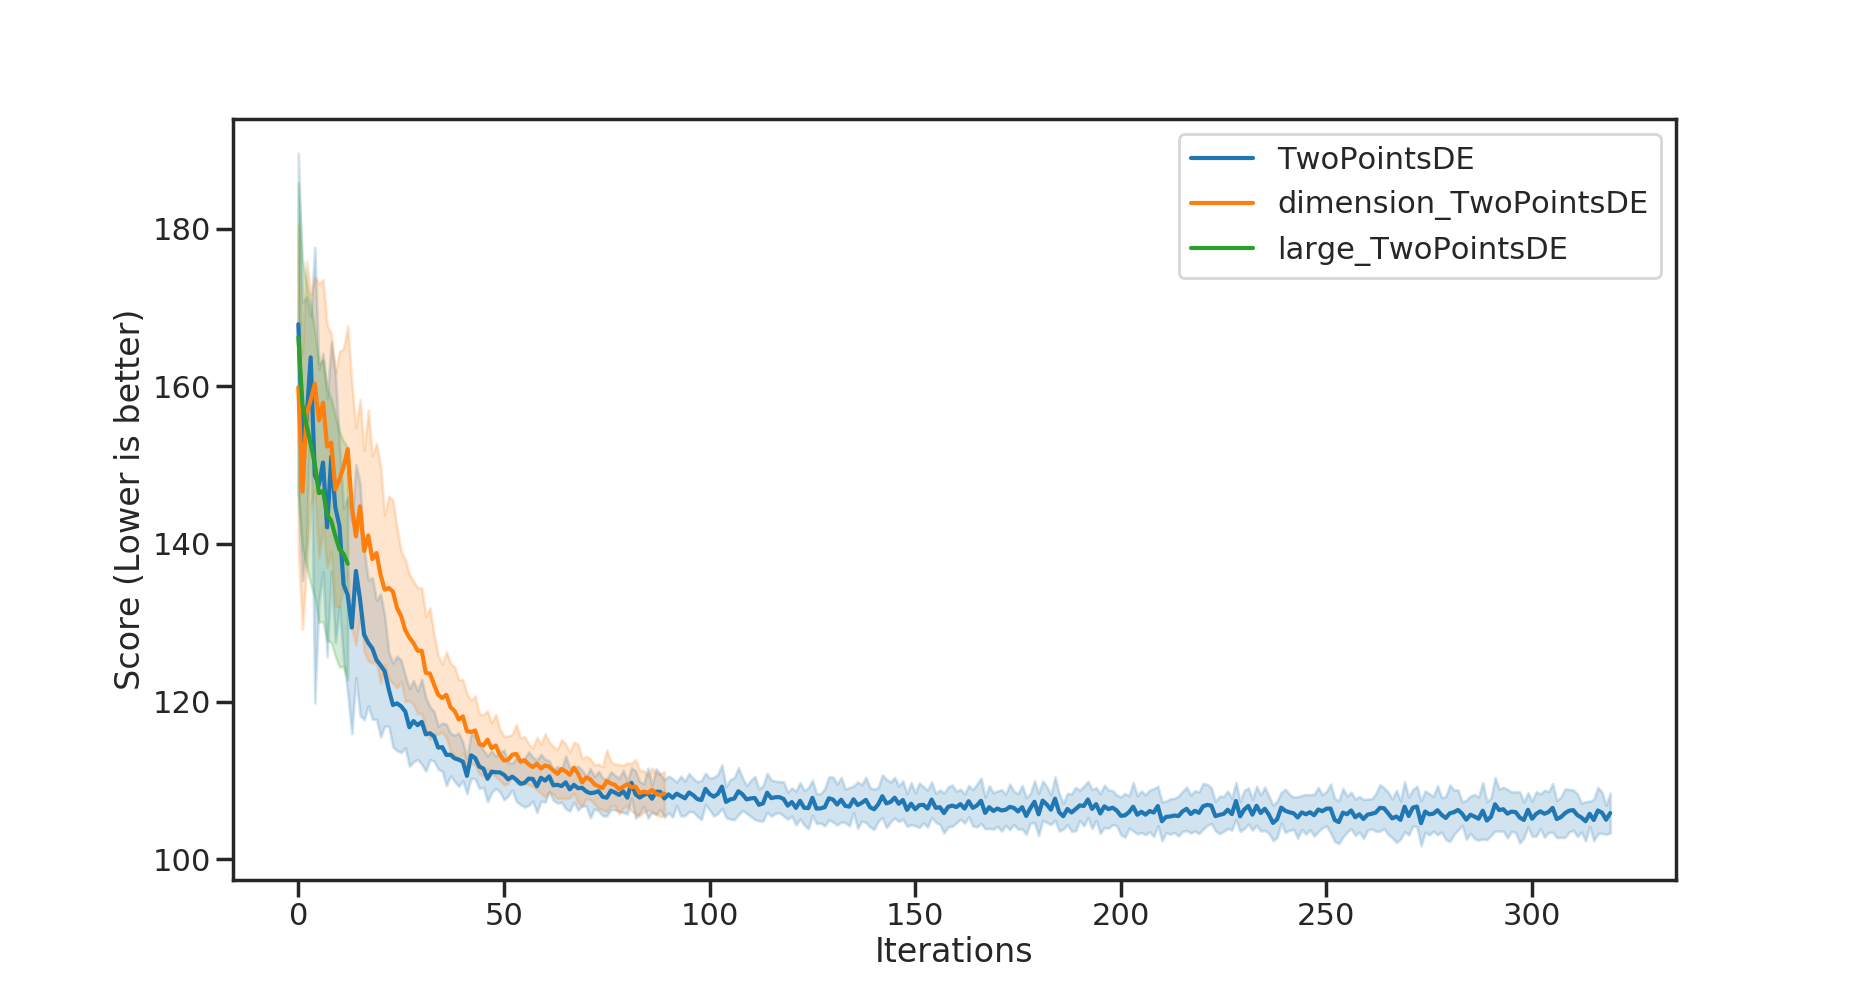 TwoPointsDE
dimension_TwoPointsDE
large_TwoPointsDE
Score (Lower is better)
180
160
140
120
100
0 50 100 150 200 250 300
Iterations